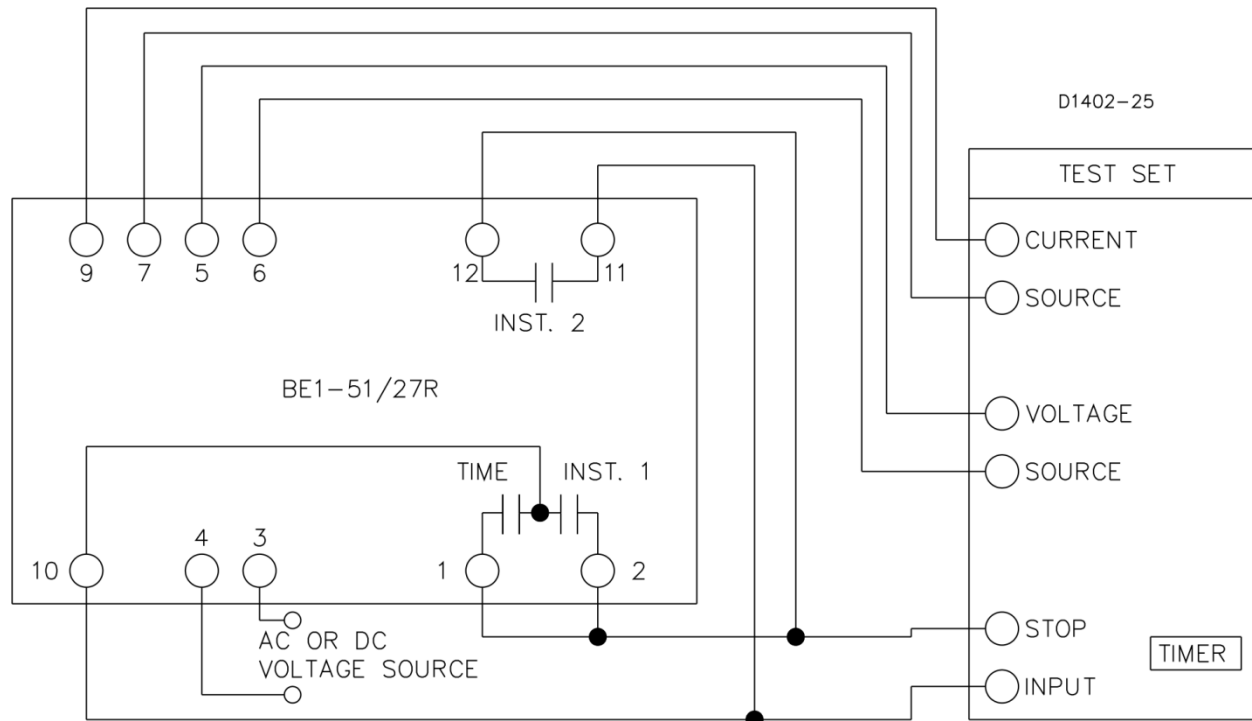 D1402-25
TEST SET
CURRENT
SOURCE
VOLTAGE
SOURCE
STOP
TIMER
INPUT
9 7 5 6 12 11
INST. 2
BE1-51/27R
TIME INST. 1
10 4 3 1 2
AC OR DC
VOLTAGE SOURCE